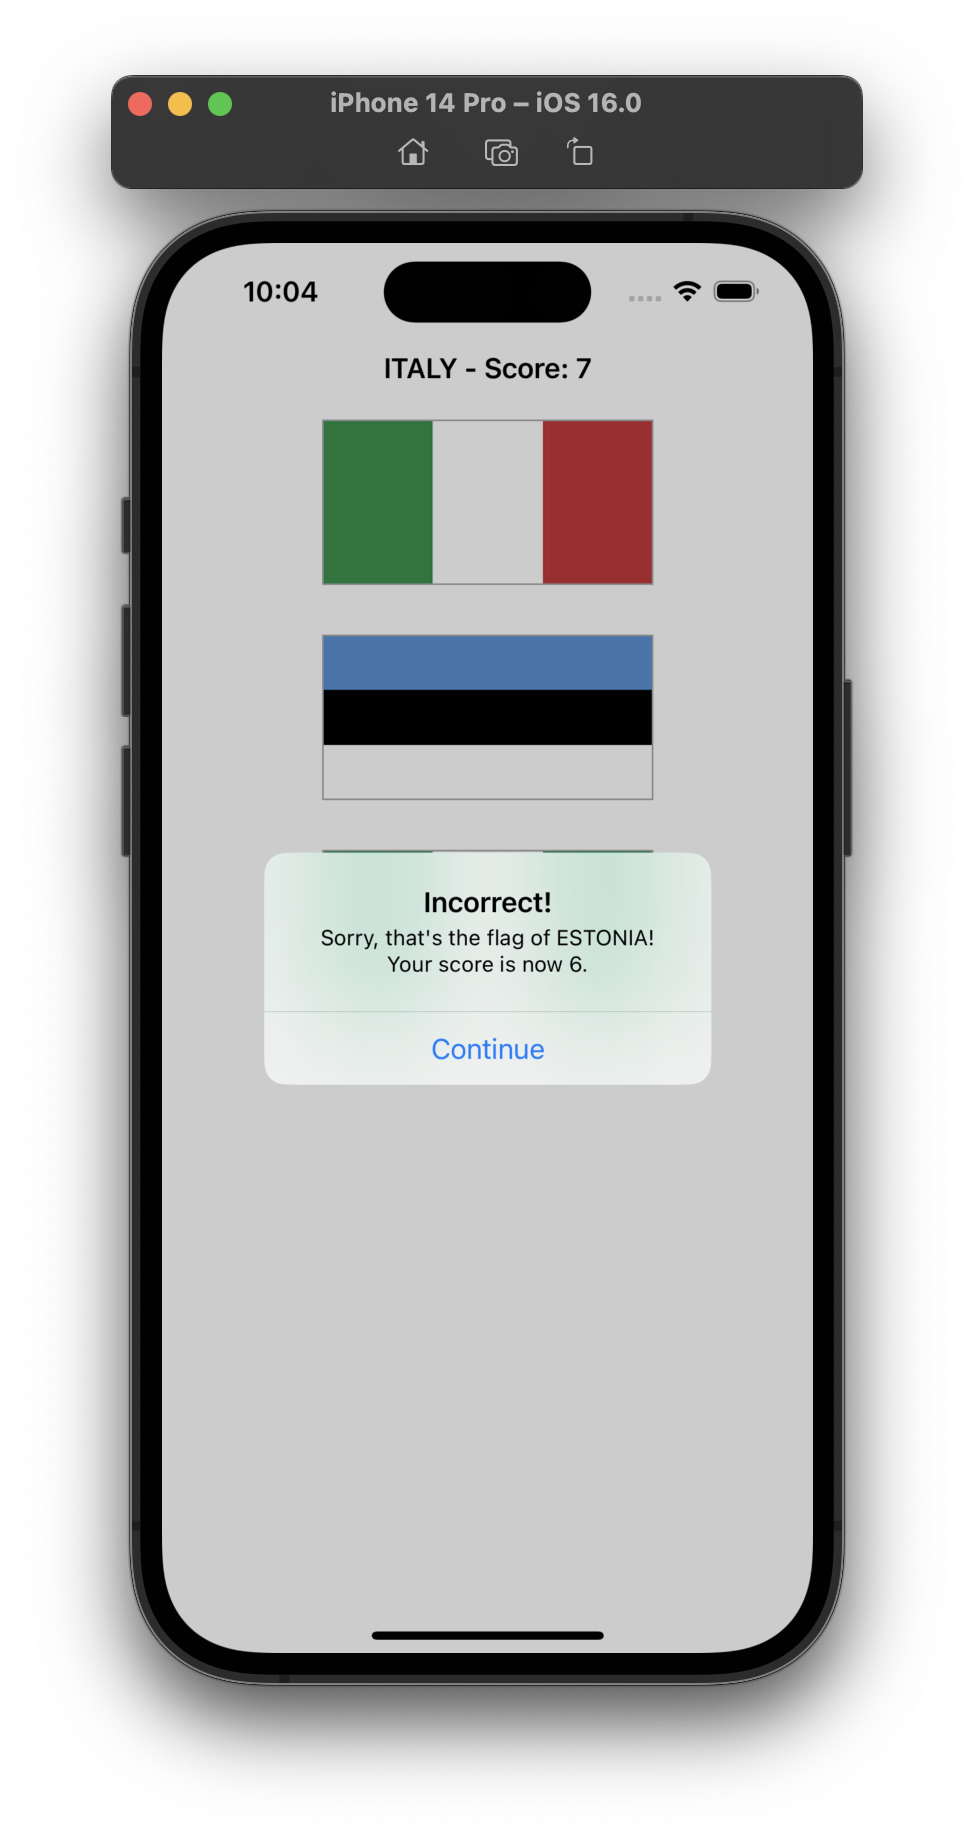 iPhone 14 Pro – iOS 16.0
10:04
ITALY - Score: 7
Incorrect!
Sorry, that's the flag of ESTONIA!
Your score is now 6.
Continue